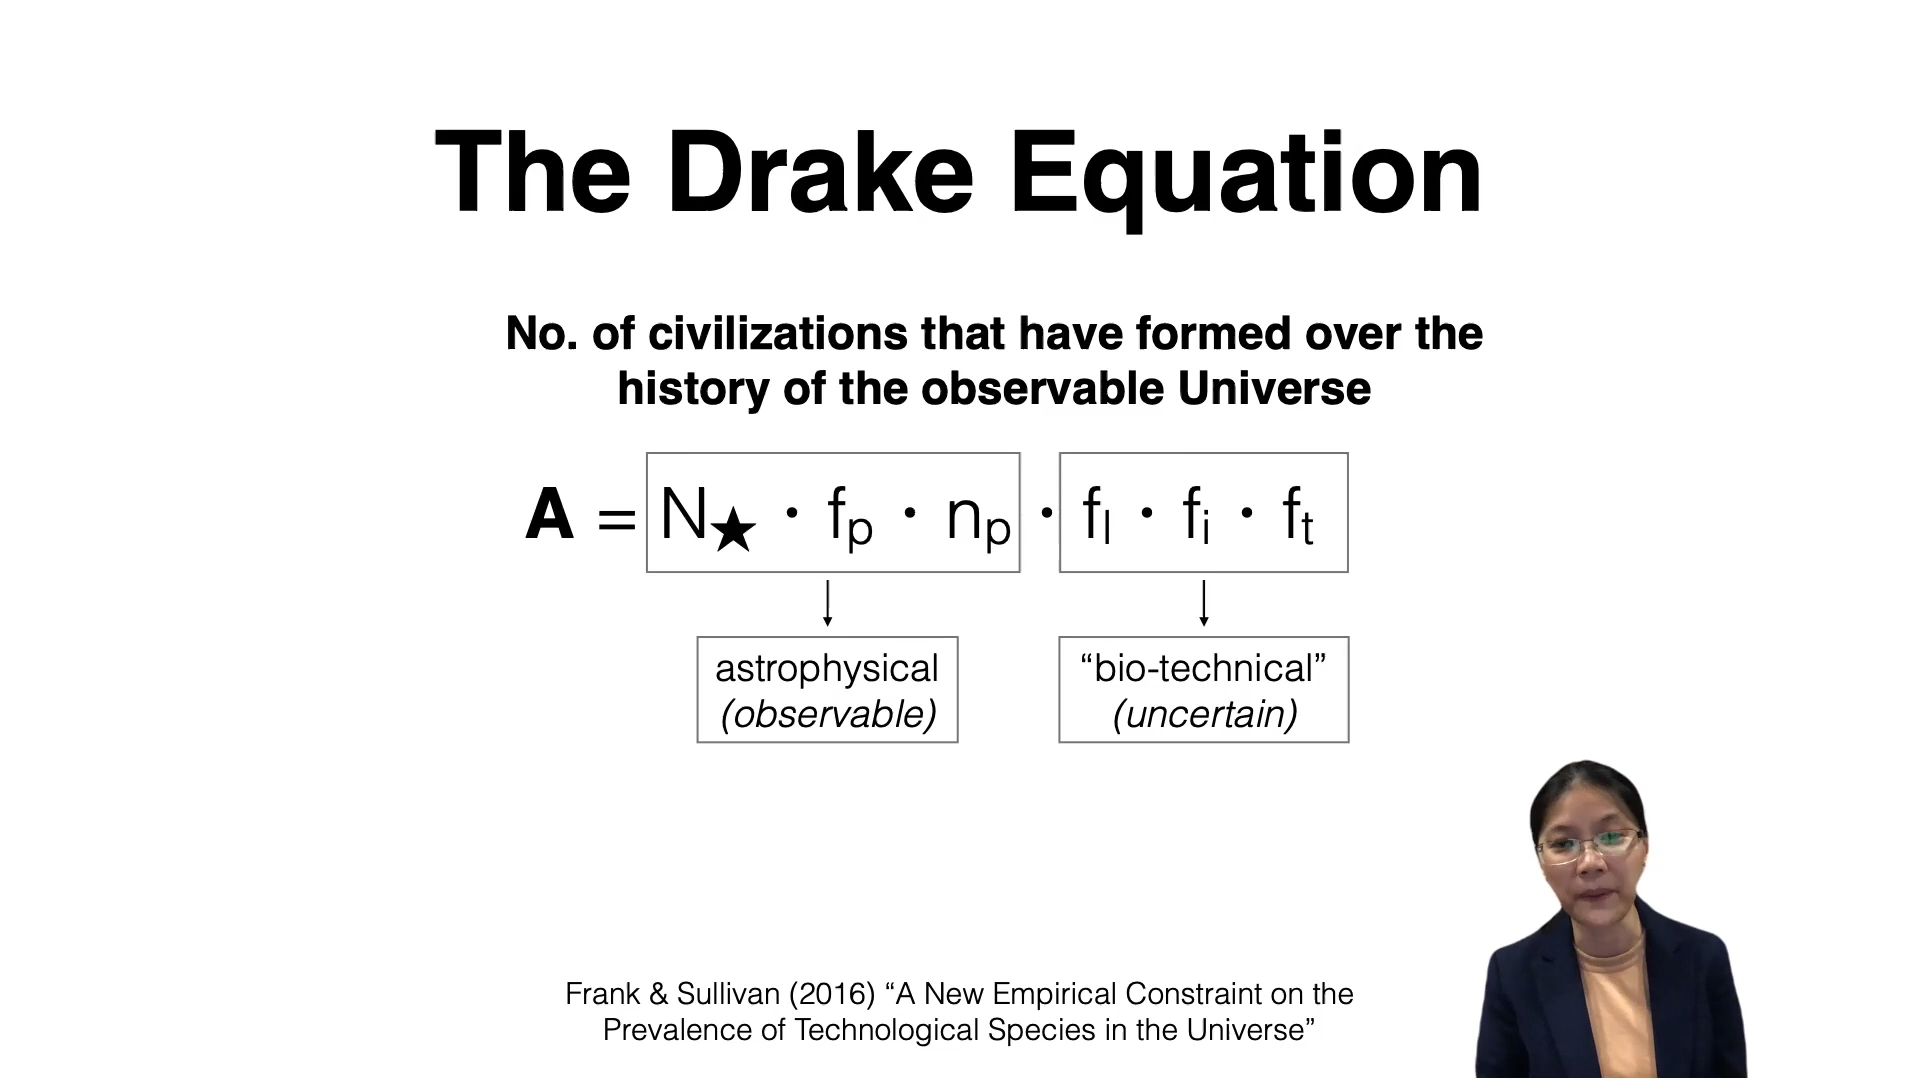 The Drake Equation
No. of civilizations that have formed over the
history of the observable Universe
A = N★ · fp · np · fl · fi · ft
astrophysical
(observable)
“bio-technical”
(uncertain)
Frank & Sullivan (2016) “A New Empirical Constraint on the
Prevalence of Technological Species in the Universe”